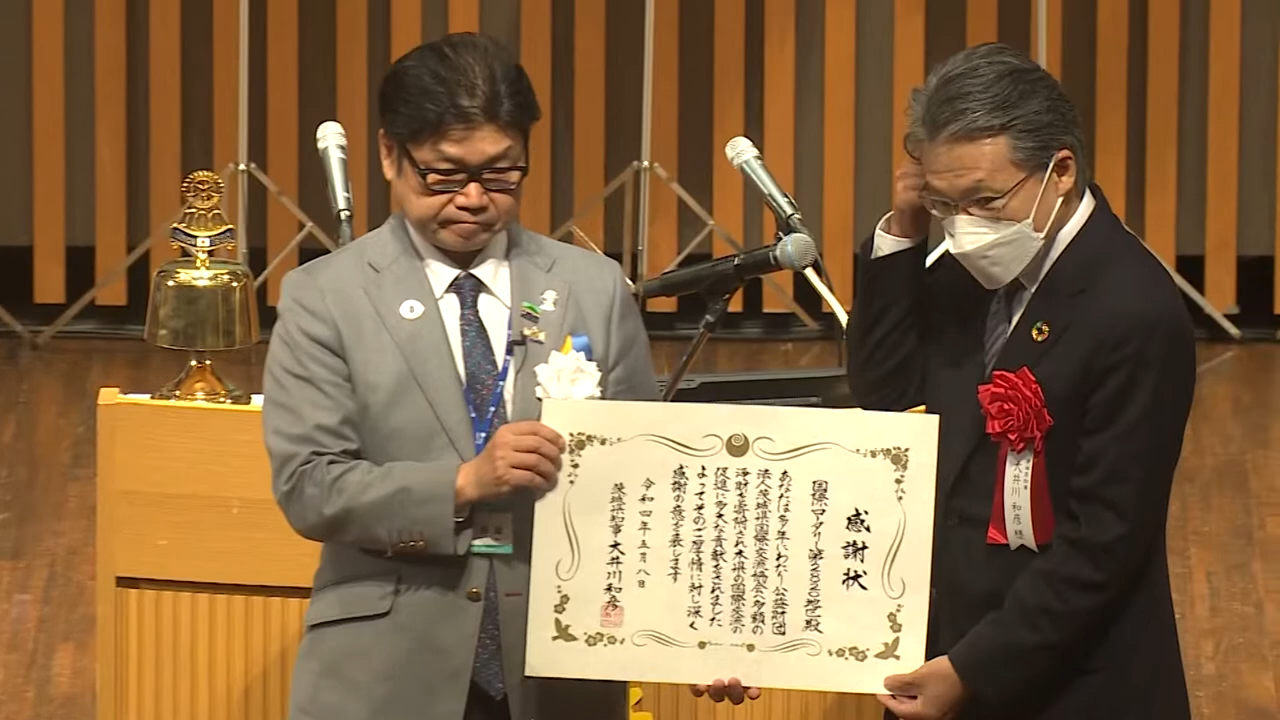 感謝状
国際ロータリー第2820地区殿
あなたは多年にわたり公益財団
法人茨城県国際交流協会へ多額の
浄財を寄附され本県の国際交流の
促進に多大な貢献をされました
よってそのご厚情に対し深く
感謝の意を表します
令和四年五月八日
茨城県知事 大井川和彦
大井川 和彦 様